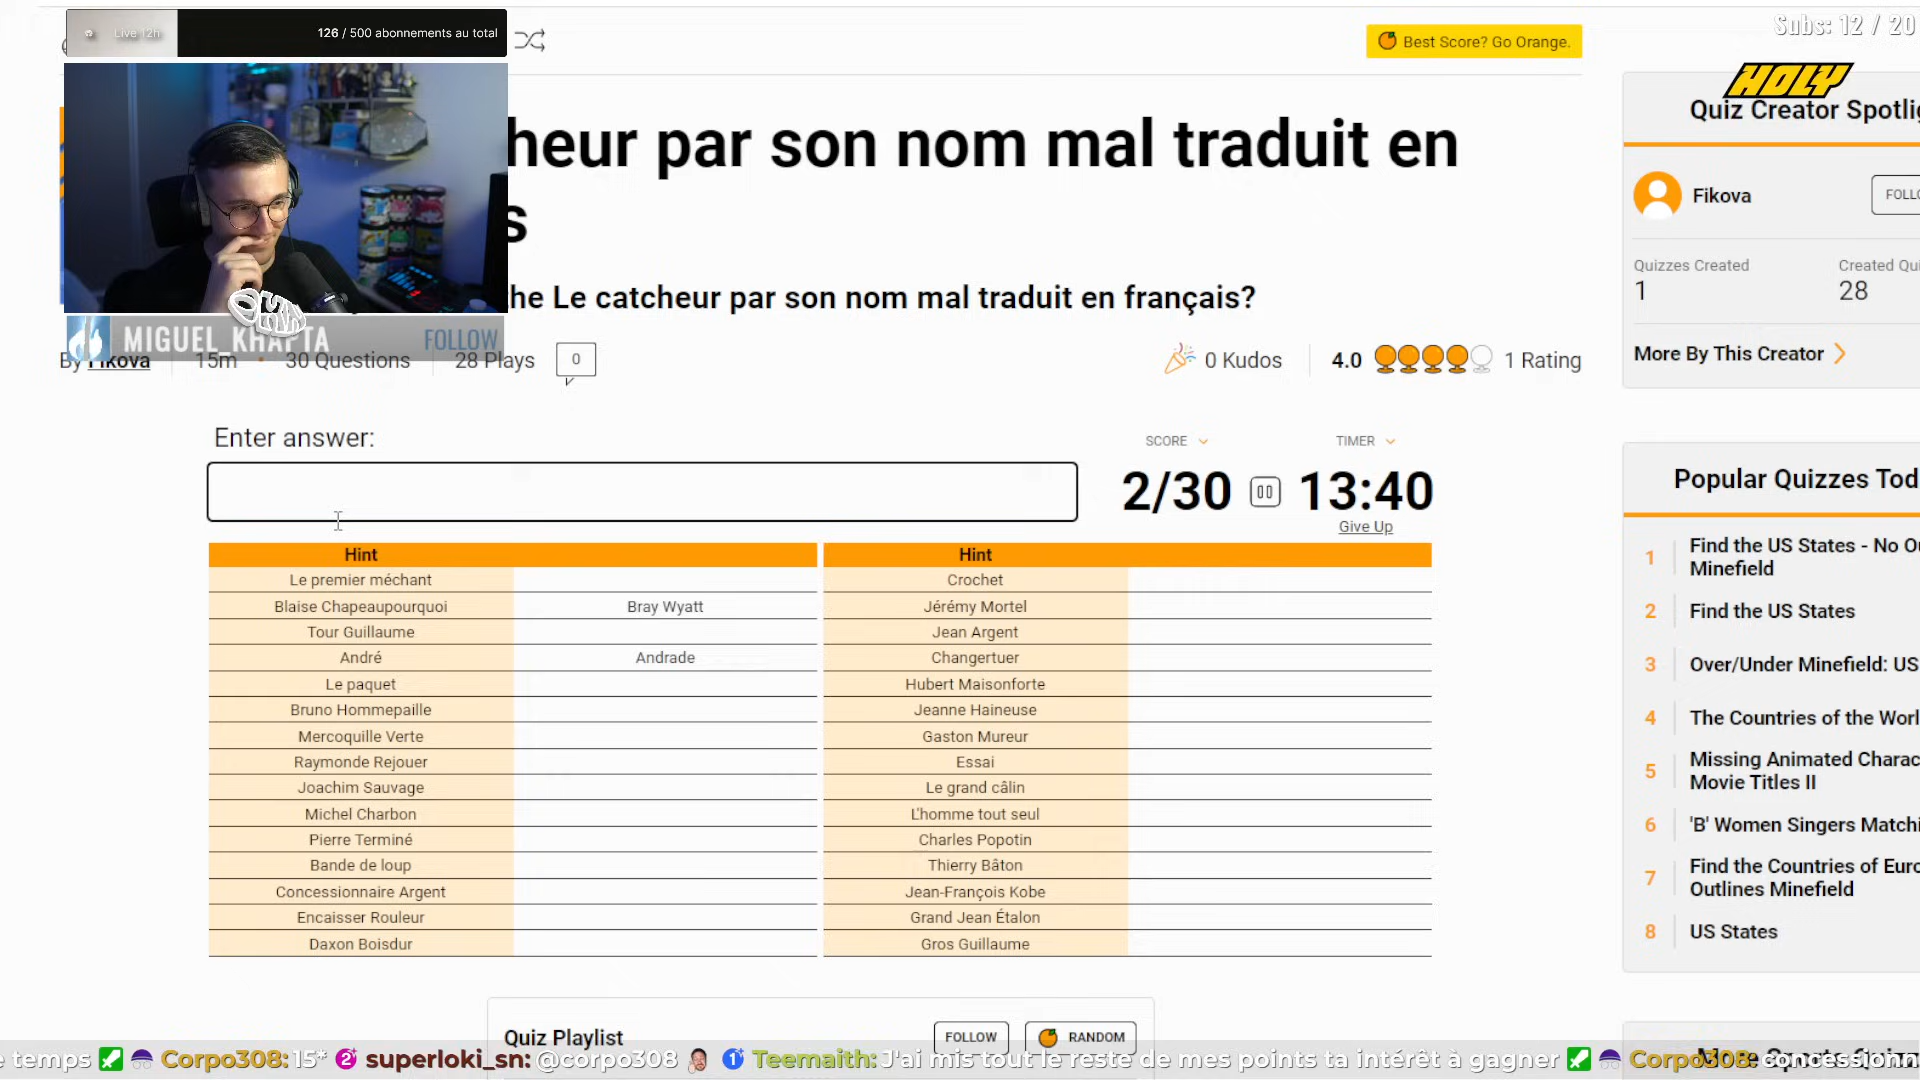 Live 12h
126 / 500 abonnements au total
Best Score? Go Orange.
Subs: 12 / 20
HOLY
Quiz Creator Spotlig
cheur par son nom mal traduit en
s
Fikova
FOLLO
Quizzes Created
Created Qui
1
28
More By This Creator
he Le catcheur par son nom mal traduit en français?
MIGUEL_KHAPTA
FOLLOW
By Fikova
15m
30 Questions
28 Plays
0
0 Kudos
4.0
1 Rating
Enter answer:
SCORE
TIMER
2/30
13:40
Give Up
Hint
Le premier méchant
Blaise Chapeaupourquoi
Bray Wyatt
Tour Guillaume
André
Andrade
Le paquet
Bruno Hommepaille
Mercoquille Verte
Raymonde Rejouer
Joachim Sauvage
Michel Charbon
Pierre Terminé
Bande de loup
Concessionnaire Argent
Encaisser Rouleur
Daxon Boisdur
Hint
Crochet
Jérémy Mortel
Jean Argent
Changertuer
Hubert Maisonforte
Jeanne Haineuse
Gaston Mureur
Essai
Le grand câlin
L'homme tout seul
Charles Popotin
Thierry Bâton
Jean-François Kobe
Grand Jean Étalon
Gros Guillaume
Popular Quizzes Tod
1 Find the US States - No Ou
Minefield
2 Find the US States
3 Over/Under Minefield: US
4 The Countries of the Worl
5 Missing Animated Charac
Movie Titles II
6 'B' Women Singers Matchi
7 Find the Countries of Euro
Outlines Minefield
8 US States
Quiz Playlist
FOLLOW
RANDOM
e temps Corpo308: 15* superloki_sn: @corpo308 Teemaith: J'ai mis tout le reste de mes points ta intérêt à gagner Corpo308: concessionn